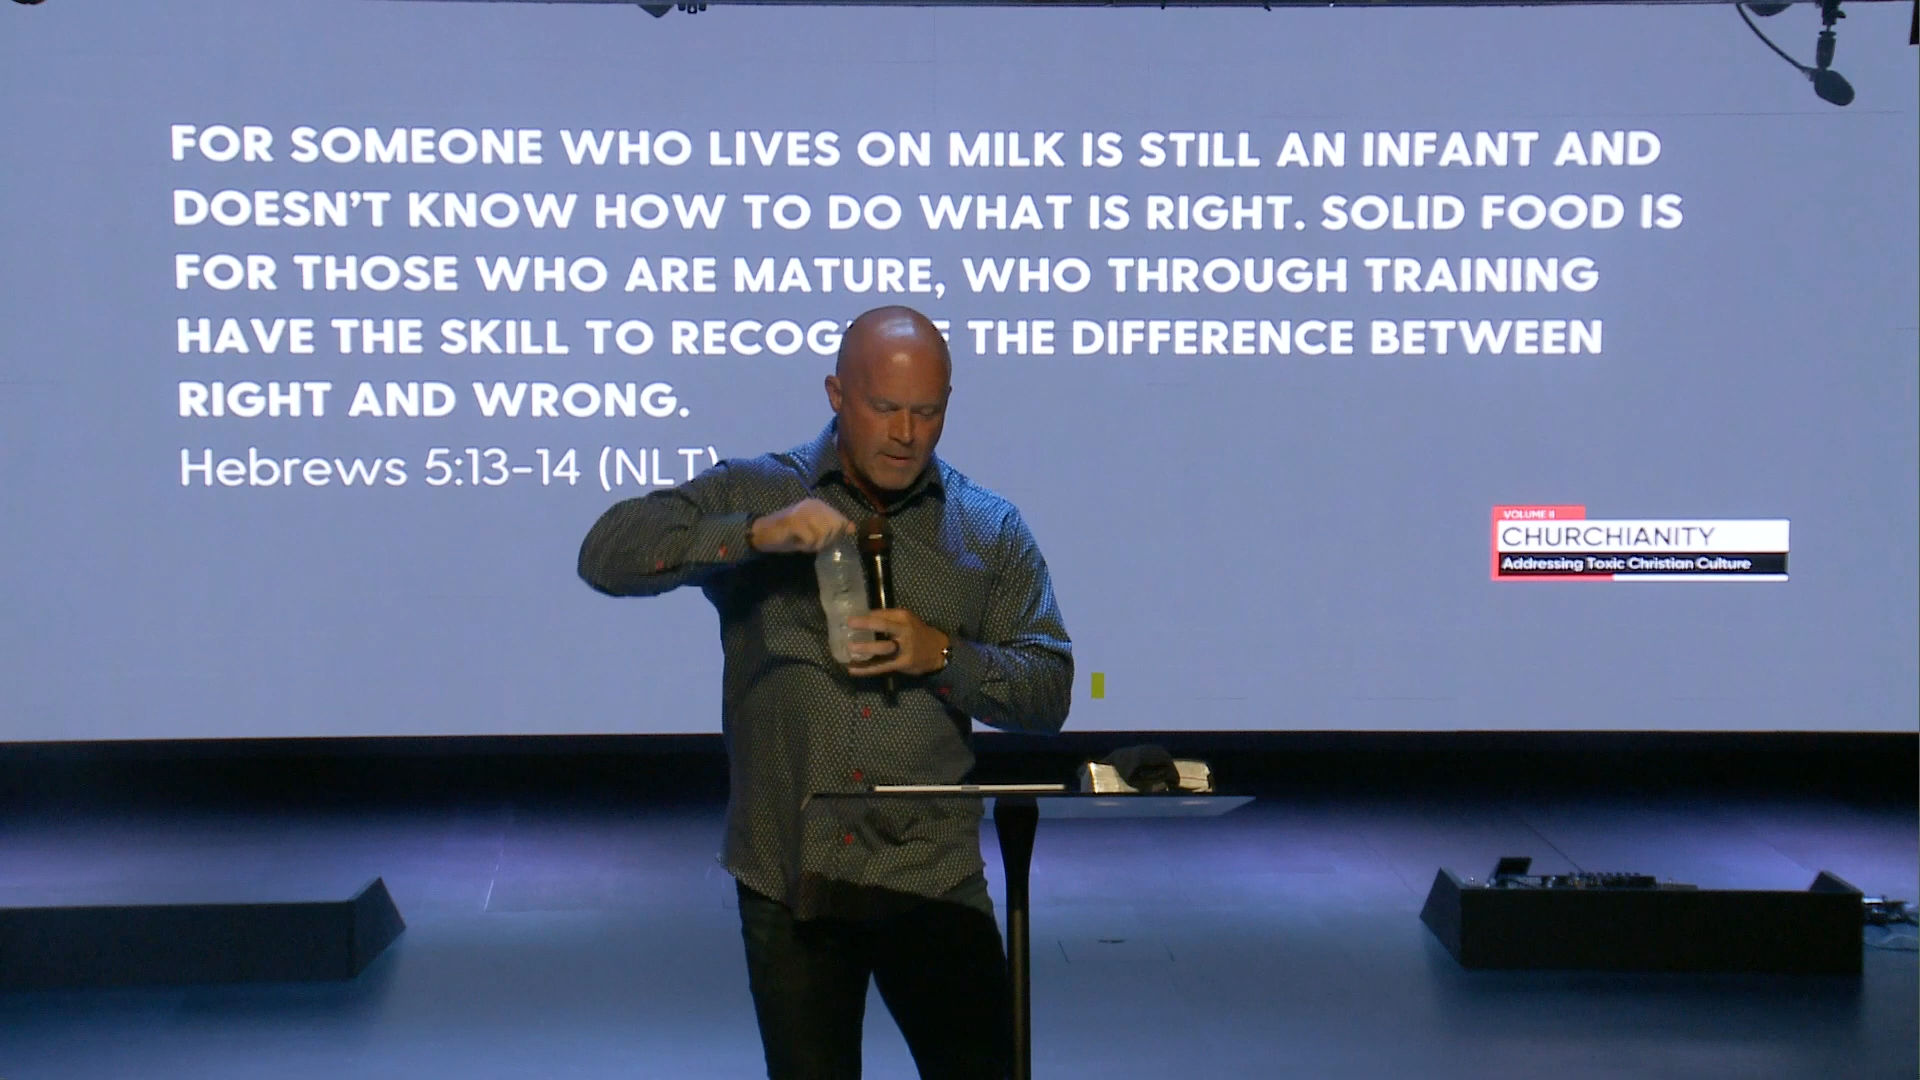 FOR SOMEONE WHO LIVES ON MILK IS STILL AN INFANT AND
DOESN'T KNOW HOW TO DO WHAT IS RIGHT. SOLID FOOD IS
FOR THOSE WHO ARE MATURE, WHO THROUGH TRAINING
HAVE THE SKILL TO THE DIFFERENCE BETWEEN
RIGHT AND WRONG.
Hebrews 5:13-14 (NLT)
VOLUME II
CHURCHIANITY
Addressing Toxic Christian Culture